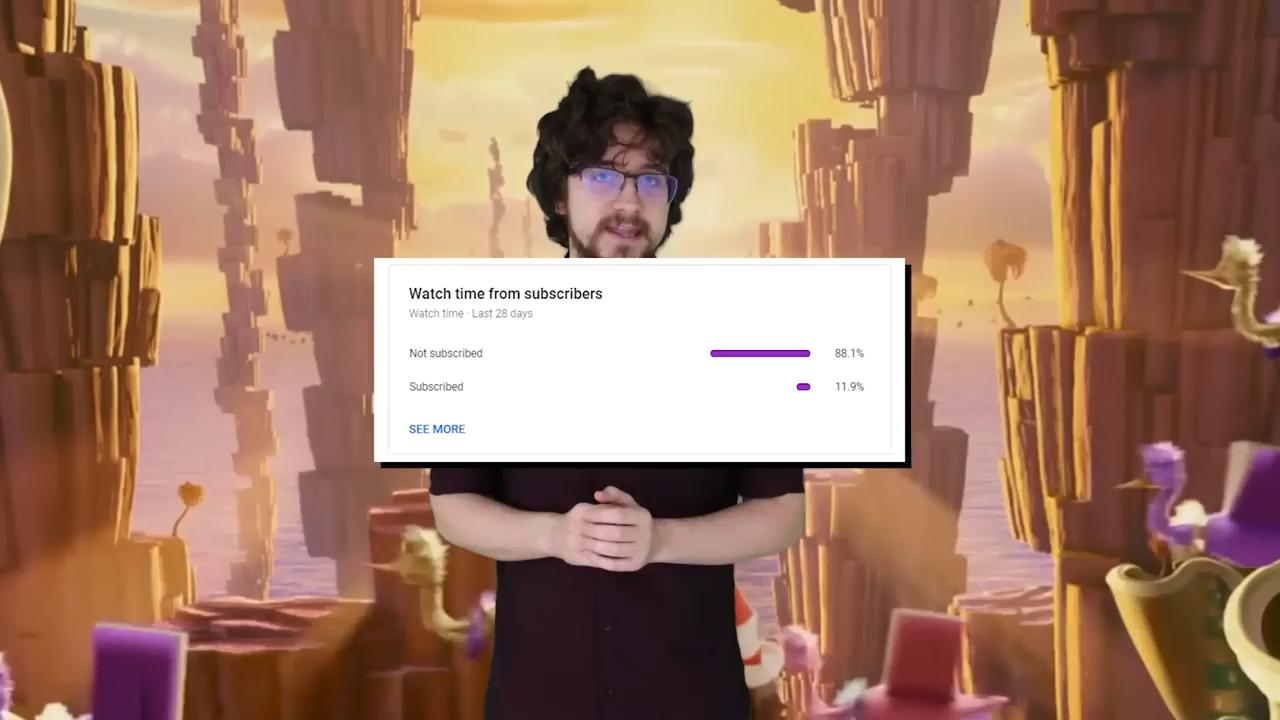 Watch time from subscribers
Watch time · Last 28 days
Not subscribed 88.1%
Subscribed 11.9%
SEE MORE